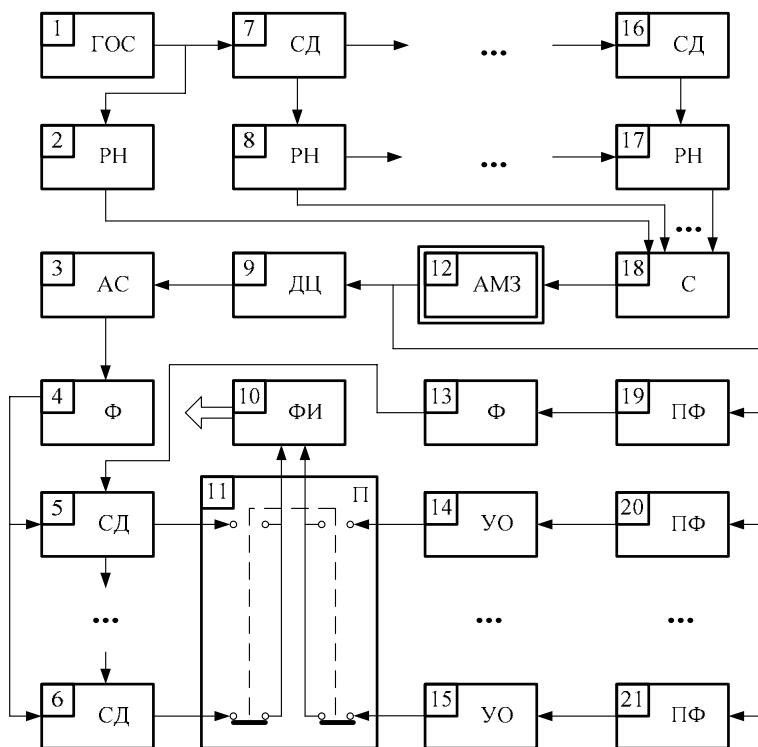 1 ГОС
7 СД
...
16 СД
2 РН
8 РН
...
17 РН
...
3 АС
9 ДЦ
12 АМЗ
18 С
4 Ф
10 ФИ
13 Ф
19 ПФ
11 П
5 СД
14 УО
20 ПФ
...
...
...
6 СД
15 УО
21 ПФ